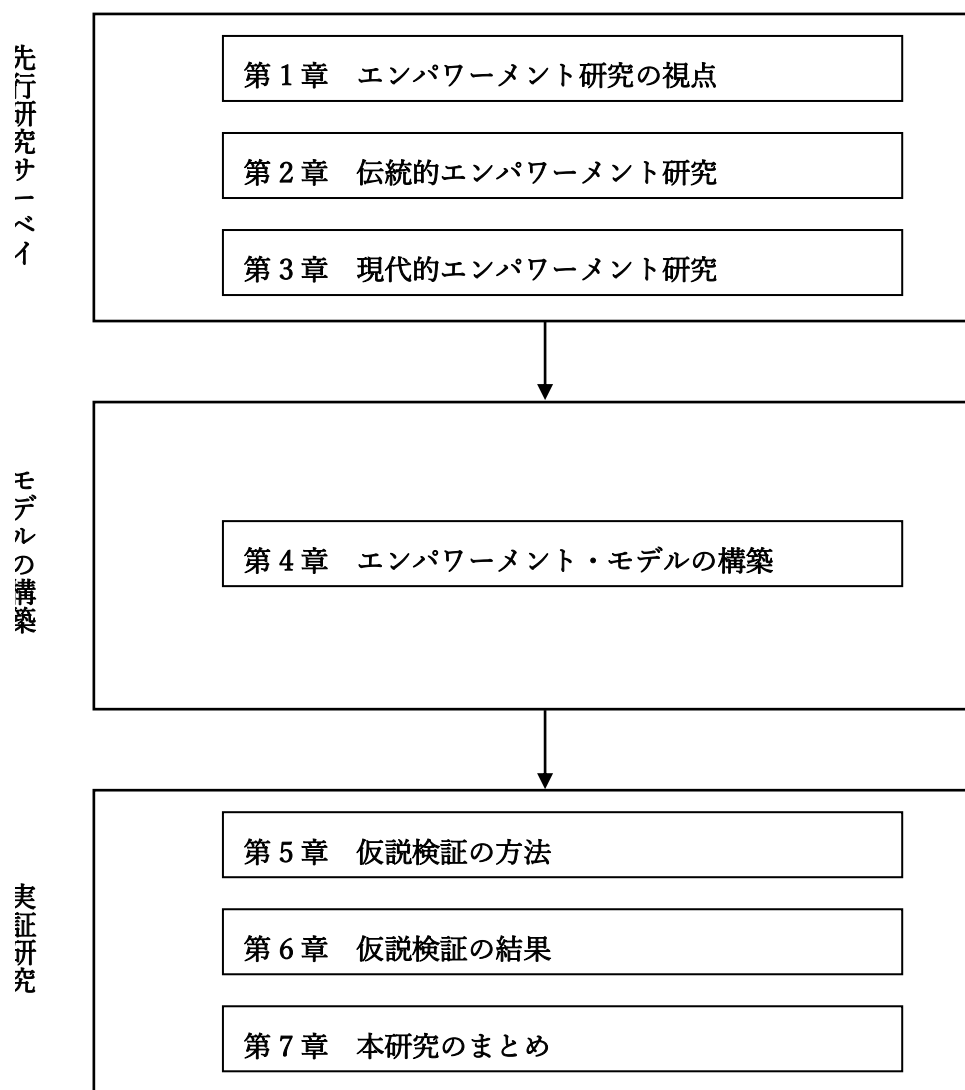 先行研究サーベイ
第1章　エンパワーメント研究の視点
第2章　伝統的エンパワーメント研究
第3章　現代的エンパワーメント研究
モデルの構築
第4章　エンパワーメント・モデルの構築
実証研究
第5章　仮説検証の方法
第6章　仮説検証の結果
第7章　本研究のまとめ